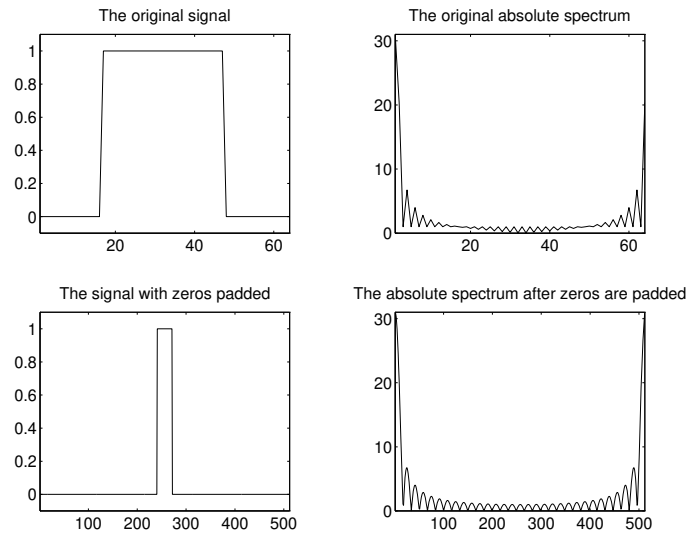 The original signal
1
0.8
0.6
0.4
0.2
0
20 40 60
The original absolute spectrum
30
20
10
0
20 40 60
The signal with zeros padded
1
0.8
0.6
0.4
0.2
0
100 200 300 400 500
The absolute spectrum after zeros are padded
30
20
10
0
100 200 300 400 500